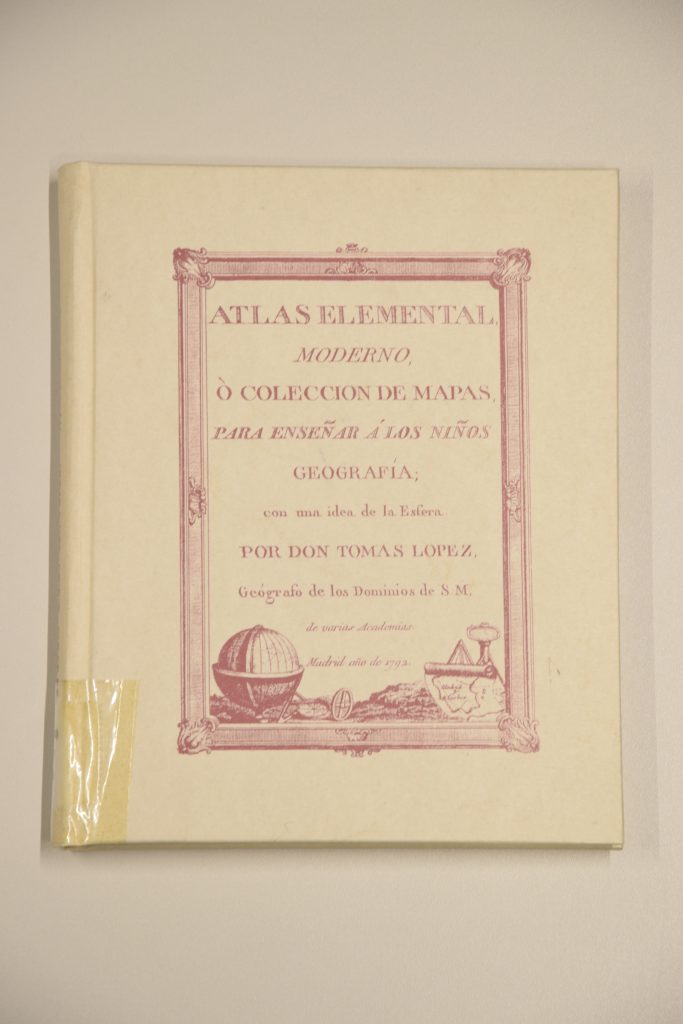 ATLAS ELEMENTAL,
MODERNO,
Ò COLECCION DE MAPAS,
PARA ENSEÑAR Á LOS NIÑOS
GEOGRAFÍA;
con una idea de la Esfera.
POR DON TOMAS LOPEZ,
Geógrafo de los Dominios de S. M.,
de varias Academias.
Madrid año de 1792.
Madrid